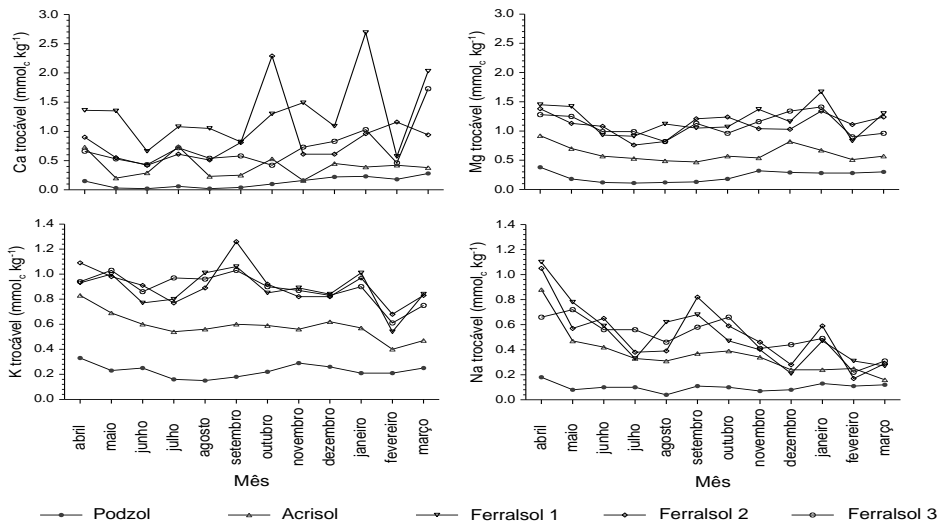 Ca trocável (mmolc kg-1)
3.0
2.5
2.0
1.5
1.0
0.5
0.0
Mg trocável (mmolc kg-1)
3.0
2.5
2.0
1.5
1.0
0.5
0.0
K trocável (mmolc kg-1)
1.4
1.2
1.0
0.8
0.6
0.4
0.2
0.0
Na trocável (mmolc kg-1)
1.4
1.2
1.0
0.8
0.6
0.4
0.2
0.0
abril
maio
junho
julho
agosto
setembro
outubro
novembro
dezembro
janeiro
fevereiro
março
Mês
abril
maio
junho
julho
agosto
setembro
outubro
novembro
dezembro
janeiro
fevereiro
março
Mês
Podzol Acrisol Ferralsol 1 Ferralsol 2 Ferralsol 3